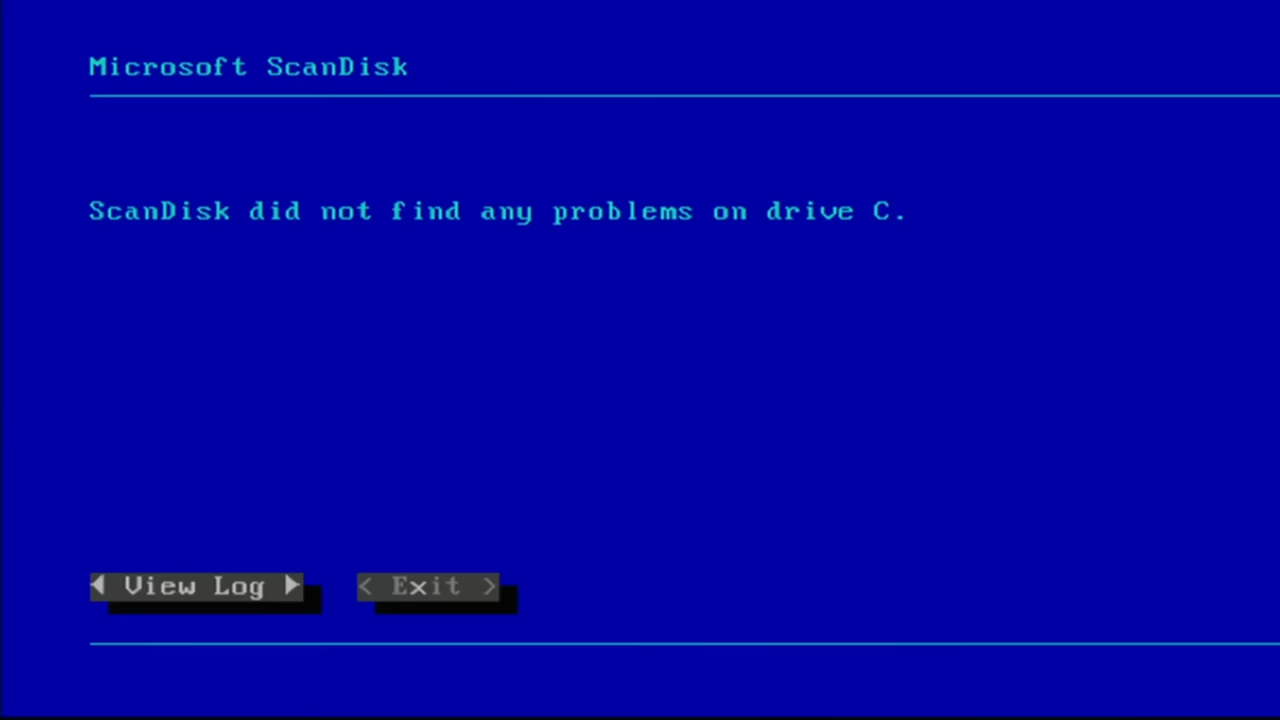 Microsoft ScanDisk
ScanDisk did not find any problems on drive C.
◄ View Log ► < Exit >